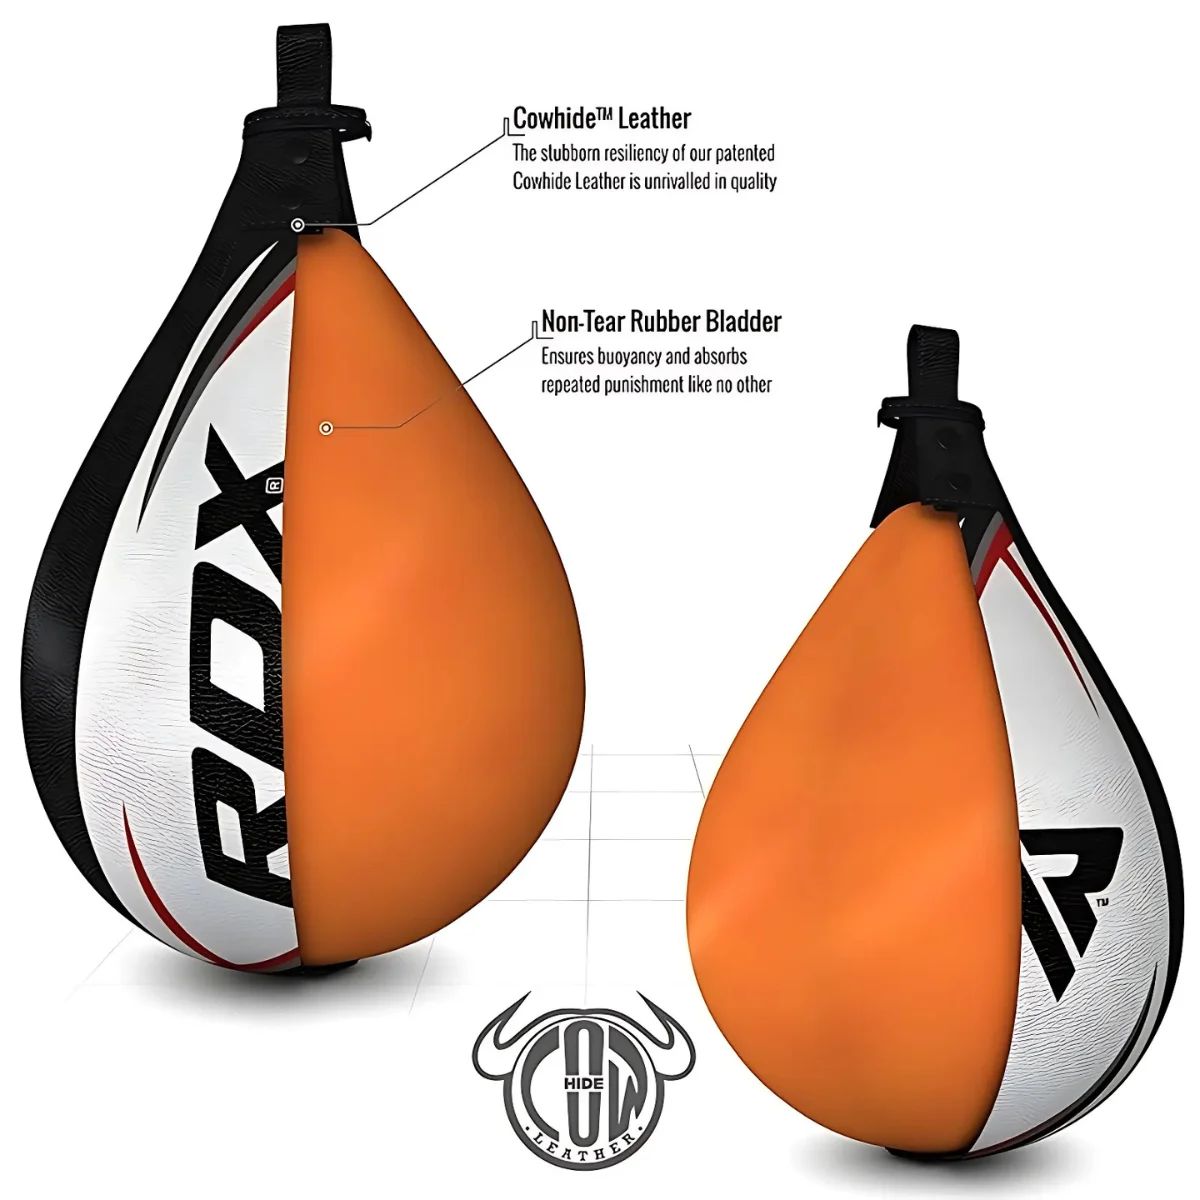 Cowhide™ Leather
The stubborn resiliency of our patented
Cowhide Leather is unrivalled in quality
Non-Tear Rubber Bladder
Ensures buoyancy and absorbs
repeated punishment like no other
RDX®
R™
COW
HIDE
·LEATHER·